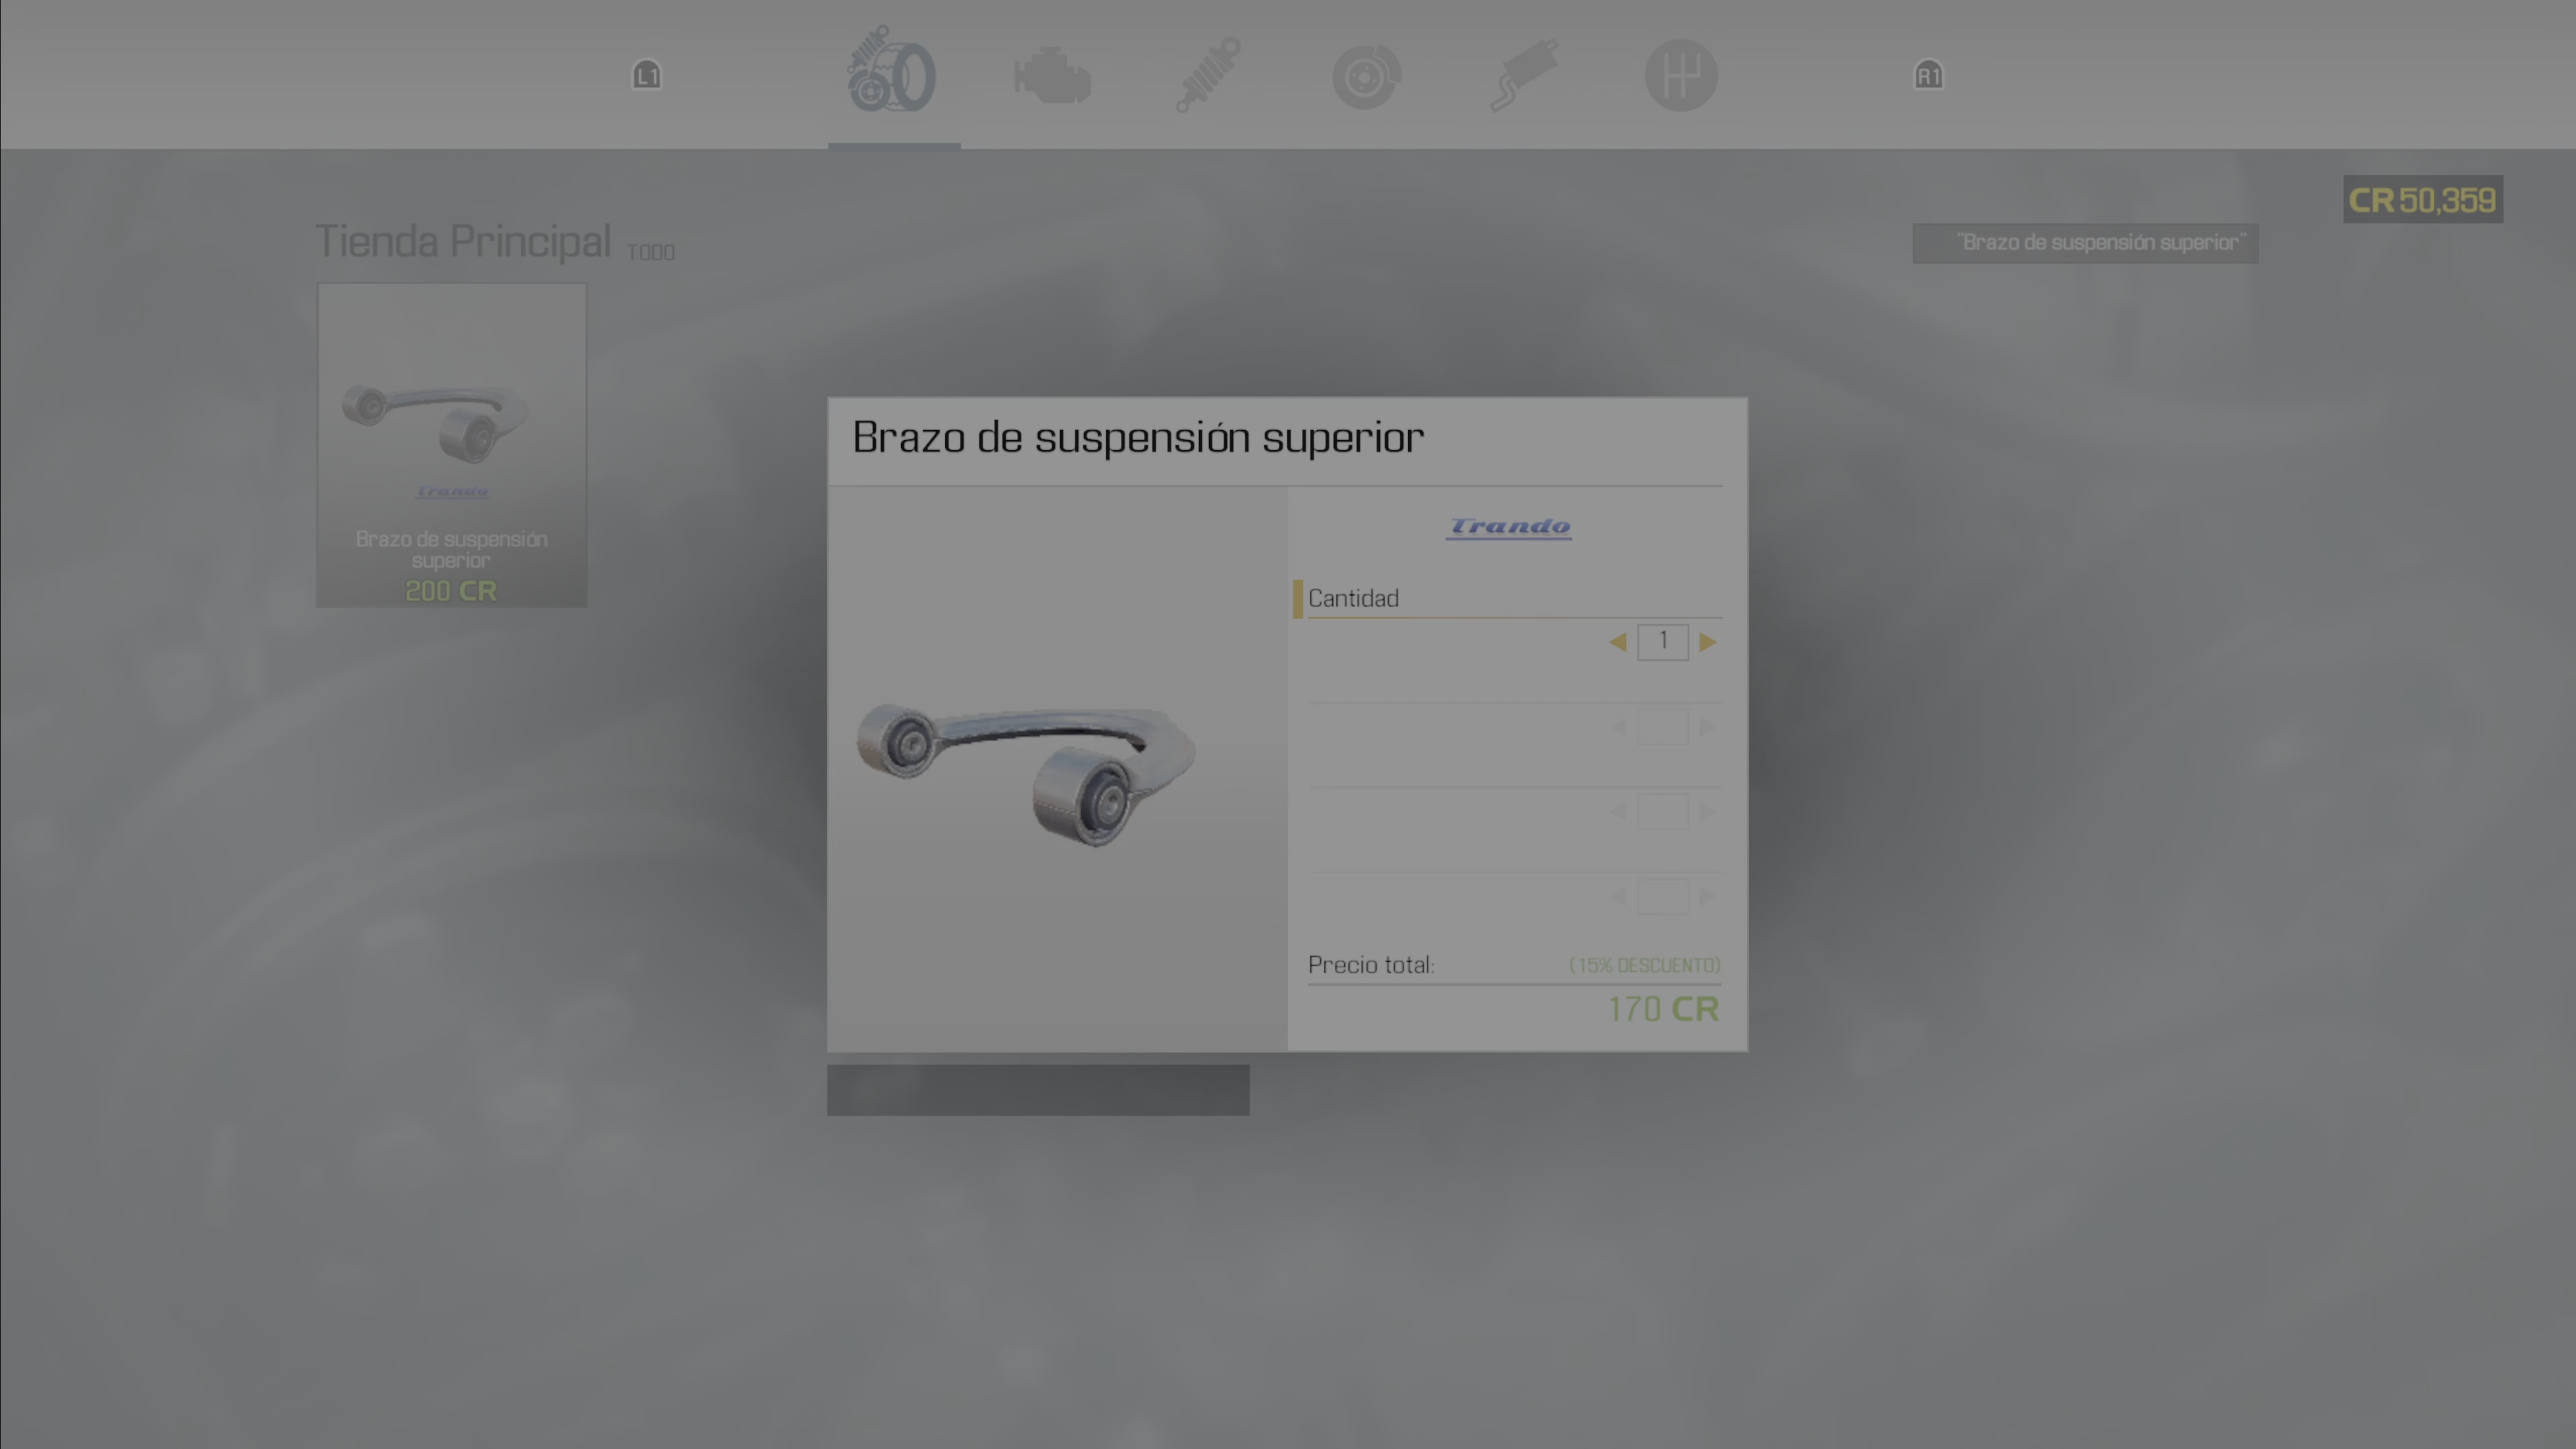 L1
R1
CR 50,359
Tienda Principal TODO
"Brazo de suspensión superior"
Trando
Brazo de suspensión
superior
200 CR
Brazo de suspensión superior
Trando
Cantidad
1
Precio total: (15% DESCUENTO)
170 CR